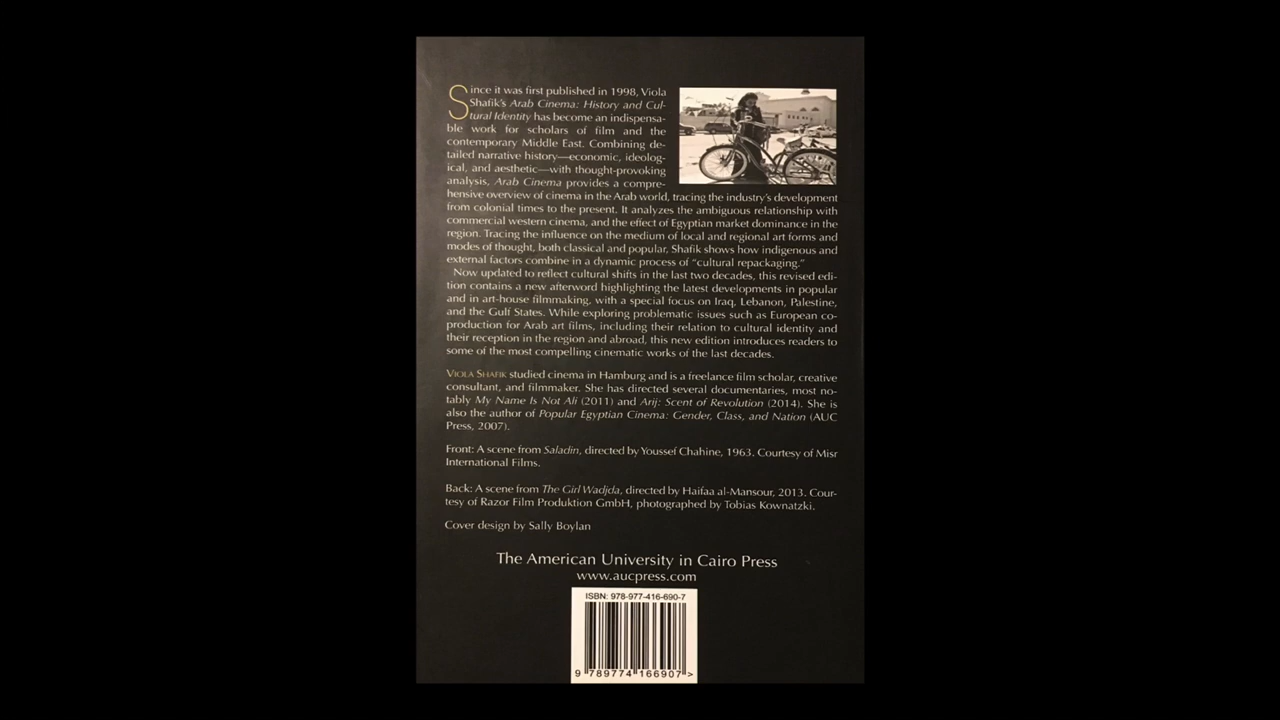 Since it was first published in 1998, Viola
Shafik's Arab Cinema: History and Cul-
tural Identity has become an indispensa-
ble work for scholars of film and the
contemporary Middle East. Combining de-
tailed narrative history—economic, ideolog-
ical, and aesthetic—with thought-provoking
analysis, Arab Cinema provides a compre-
hensive overview of cinema in the Arab world, tracing the industry's development
from colonial times to the present. It analyzes the ambiguous relationship with
commercial western cinema, and the effect of Egyptian market dominance in the
region. Tracing the influence on the medium of local and regional art forms and
modes of thought, both classical and popular, Shafik shows how indigenous and
external factors combine in a dynamic process of “cultural repackaging.”
Now updated to reflect cultural shifts in the last two decades, this revised edi-
tion contains a new afterword highlighting the latest developments in popular
and in art-house filmmaking, with a special focus on Iraq, Lebanon, Palestine,
and the Gulf States. While exploring problematic issues such as European co-
production for Arab art films, including their relation to cultural identity and
their reception in the region and abroad, this new edition introduces readers to
some of the most compelling cinematic works of the last decades.
VIOLA SHAFIK studied cinema in Hamburg and is a freelance film scholar, creative
consultant, and filmmaker. She has directed several documentaries, most no-
tably My Name Is Not Ali (2011) and Arij: Scent of Revolution (2014). She is
also the author of Popular Egyptian Cinema: Gender, Class, and Nation (AUC
Press, 2007).
Front: A scene from Saladin, directed by Youssef Chahine, 1963. Courtesy of Misr
International Films.
Back: A scene from The Girl Wadjda, directed by Haifaa al-Mansour, 2013. Cour-
tesy of Razor Film Produktion GmbH, photographed by Tobias Kownatzki.
Cover design by Sally Boylan
The American University in Cairo Press
www.aucpress.com
ISBN: 978-977-416-690-7
9 789774 166907 >